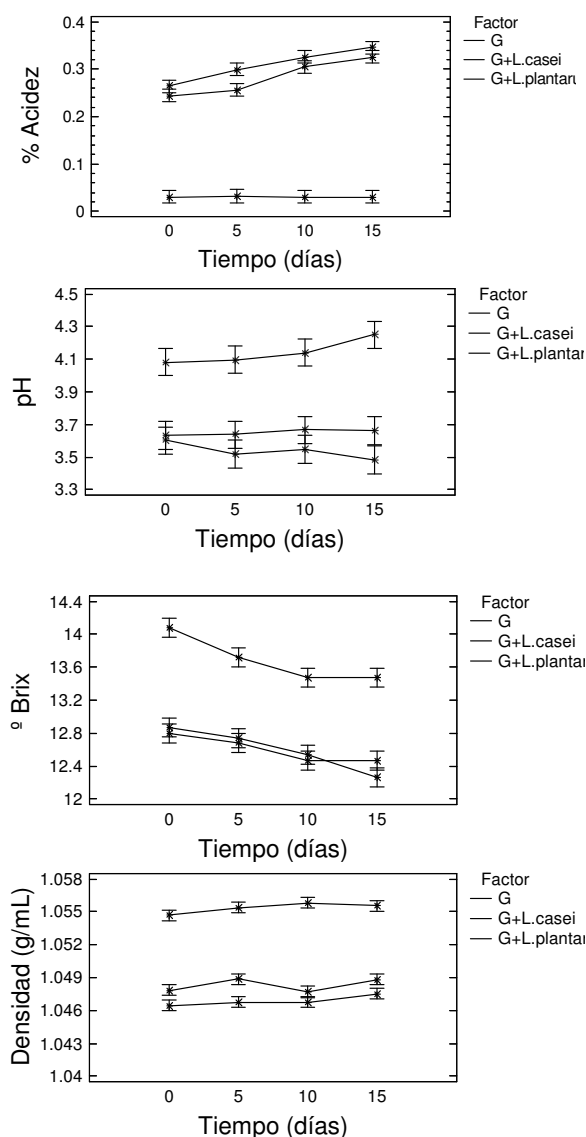 Factor
G
G+L.casei
G+L.plantaru
% Acidez
0.4
0.3
0.2
0.1
0
0 5 10 15
Tiempo (días)
Factor
G
G+L.casei
G+L.plantar
pH
4.5
4.3
4.1
3.7
3.5
3.3
0 5 10 15
Tiempo (días)
Factor
G
G+L.casei
G+L.plantar
º Brix
14.4
14
13.6
13.2
12.8
12.4
12
0 5 10 15
Tiempo (días)
Factor
G
G+L.casei
G+L.plantar
Densidad (g/mL)
1.058
1.055
1.052
1.049
1.046
1.043
1.04
0 5 10 15
Tiempo (días)